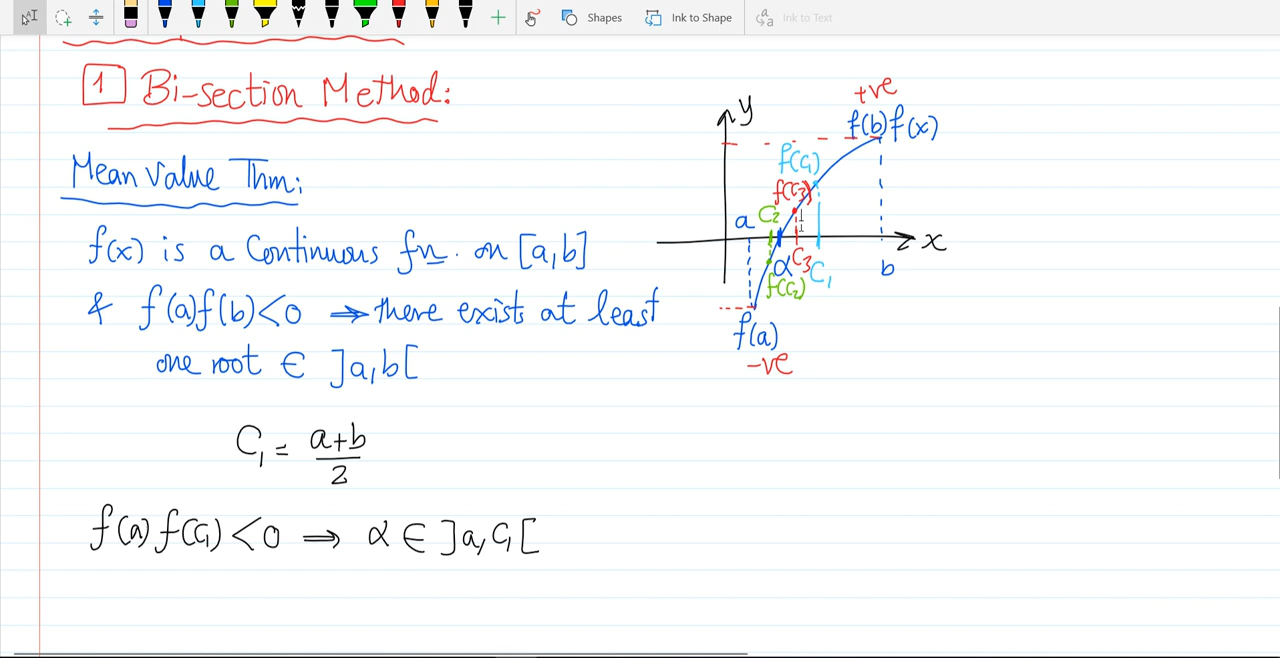 Shapes Ink to Shape Ink to Text
1 Bi-section Method:
Mean Value Thm:
f(x) is a Continuous fn. on [a,b]
& f(a)f(b)<0 ⇒ there exists at least
one root ∈ ]a,b[
C₁ = a+b/2
f(a) f(C₁) <0 ⇒ α ∈ ]a, C₁[
y
+ve
f(b) f(x)
f(C₁)
f(C₃)
a C₂
x
α C₃ C₁ b
f(C₂)
f(a)
-ve